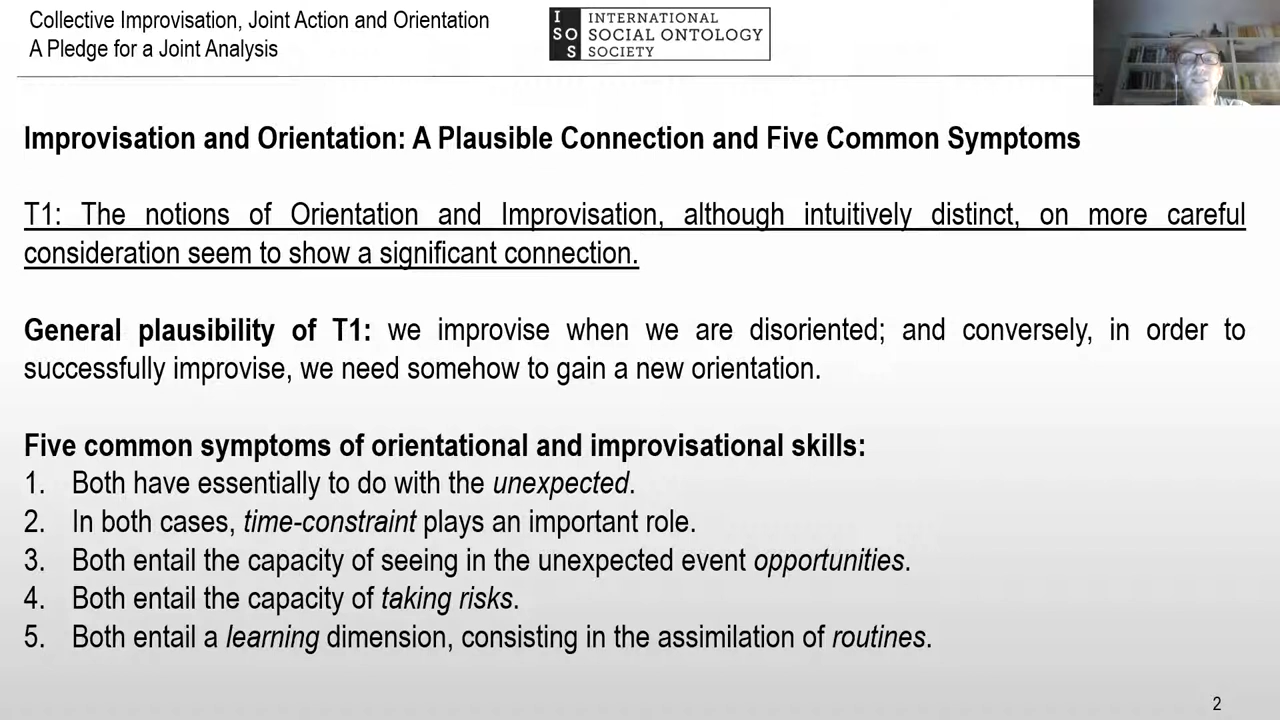 Collective Improvisation, Joint Action and Orientation
A Pledge for a Joint Analysis
I
SO
S
INTERNATIONAL
SOCIAL ONTOLOGY
SOCIETY
Improvisation and Orientation: A Plausible Connection and Five Common Symptoms
T1: The notions of Orientation and Improvisation, although intuitively distinct, on more careful
consideration seem to show a significant connection.
General plausibility of T1: we improvise when we are disoriented; and conversely, in order to
successfully improvise, we need somehow to gain a new orientation.
Five common symptoms of orientational and improvisational skills:
1. Both have essentially to do with the unexpected.
2. In both cases, time-constraint plays an important role.
3. Both entail the capacity of seeing in the unexpected event opportunities.
4. Both entail the capacity of taking risks.
5. Both entail a learning dimension, consisting in the assimilation of routines.
2